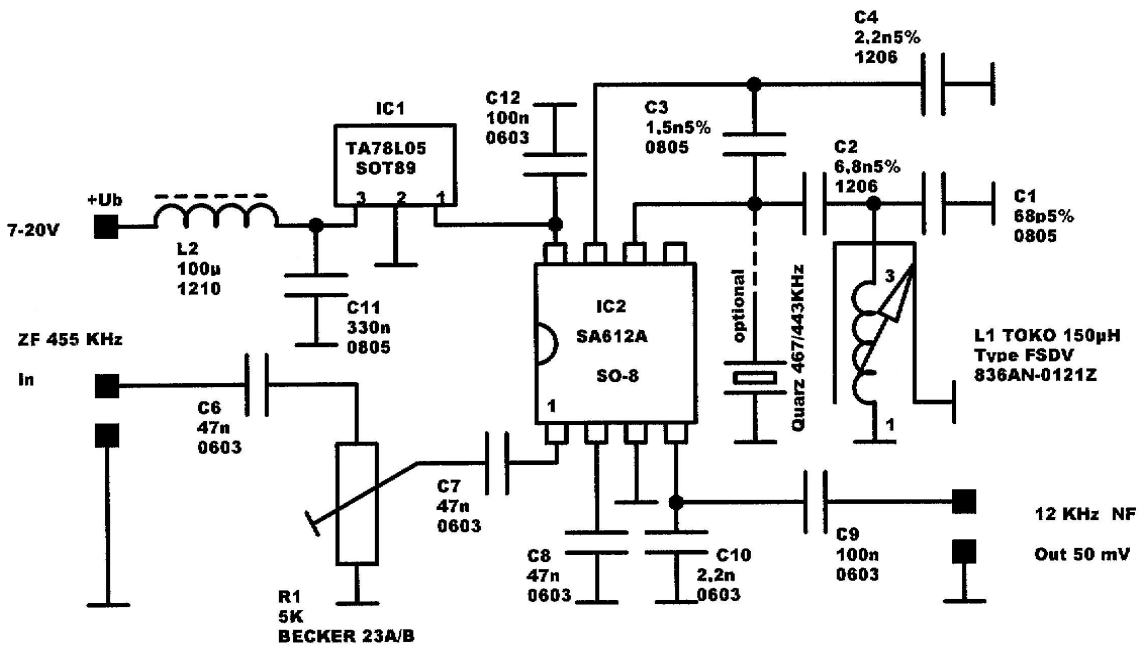 C4
2,2n5%
1206
C12
100n
0603
IC1
TA78L05
SOT89
3 2 1
C3
1,5n5%
0805
C2
6,8n5%
1206
C1
68p5%
0805
+Ub
7-20V
L2
100µ
1210
C11
330n
0805
IC2
SA612A
SO-8
1
optional
Quarz 467/443KHz
3
1
L1 TOKO 150µH
Type FSDV
836AN-0121Z
ZF 455 KHz
In
C6
47n
0603
C7
47n
0603
C8
47n
0603
C10
2,2n
0603
C9
100n
0603
12 KHz NF
Out 50 mV
R1
5K
BECKER 23A/B